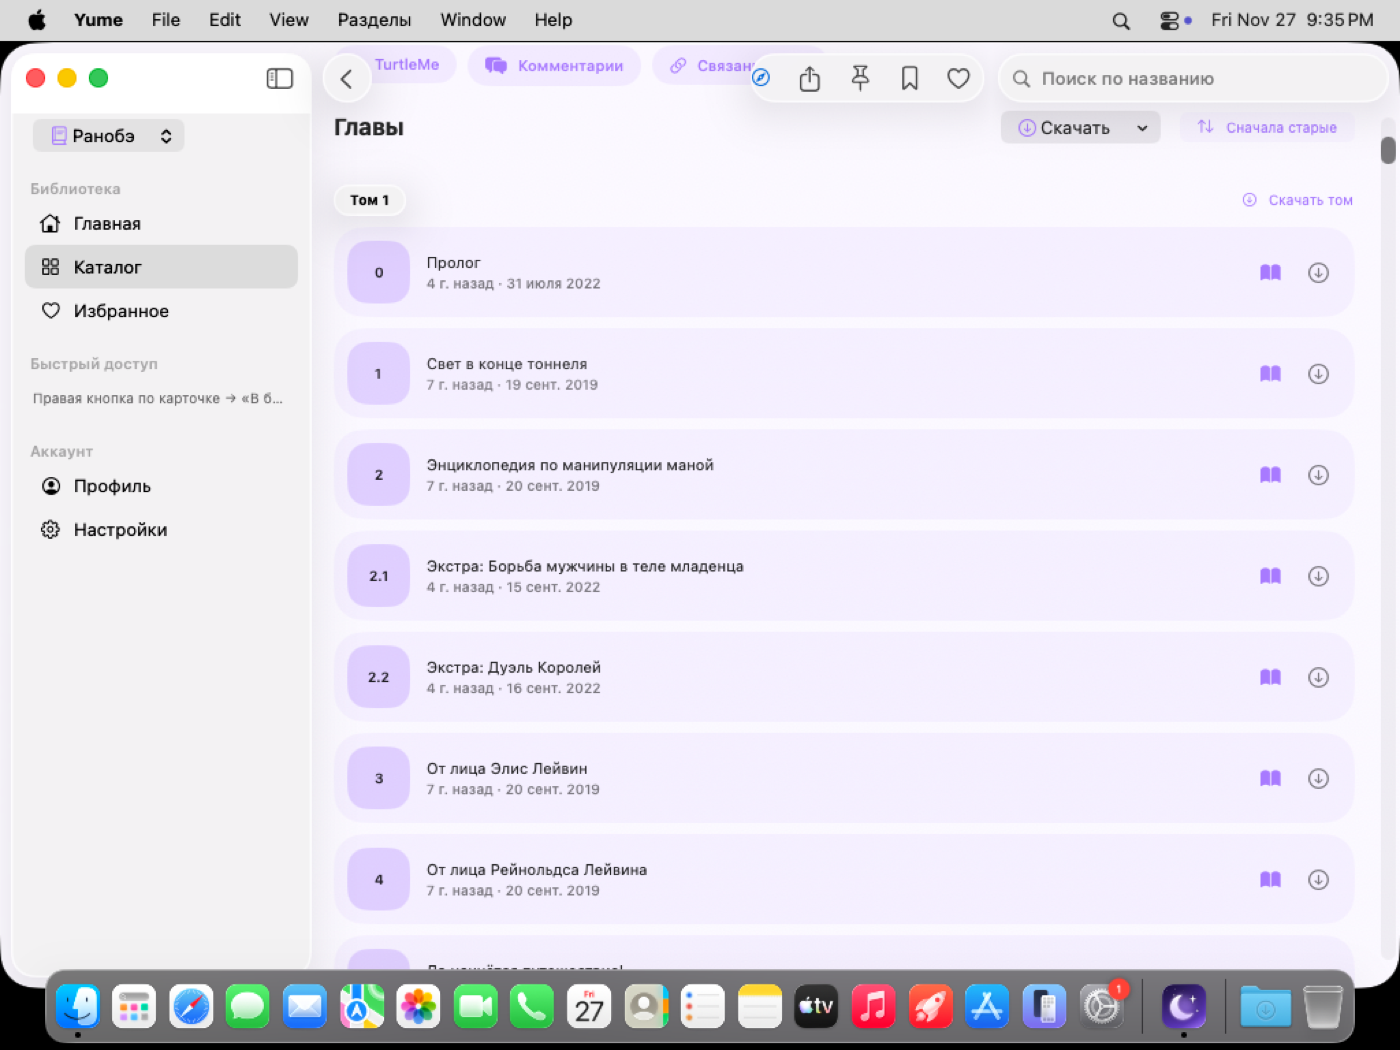 Yume File Edit View Разделы Window Help Fri Nov 27 9:35 PM
TurtleMe Комментарии
Поиск по названию
Ранобэ
Библиотека
Главная
Каталог
Избранное
Быстрый доступ
Правая кнопка по карточке → «В б...
Аккаунт
Профиль
Настройки
Главы
Скачать
Сначала старые
Том 1
Скачать том
0
Пролог
4 г. назад · 31 июля 2022
1
Свет в конце тоннеля
7 г. назад · 19 сент. 2019
2
Энциклопедия по манипуляции маной
7 г. назад · 20 сент. 2019
2.1
Экстра: Борьба мужчины в теле младенца
4 г. назад · 15 сент. 2022
2.2
Экстра: Дуэль Королей
4 г. назад · 16 сент. 2022
3
От лица Элис Лейвин
7 г. назад · 20 сент. 2019
4
От лица Рейнольдса Лейвина
7 г. назад · 20 сент. 2019
Fri
27
tv
1